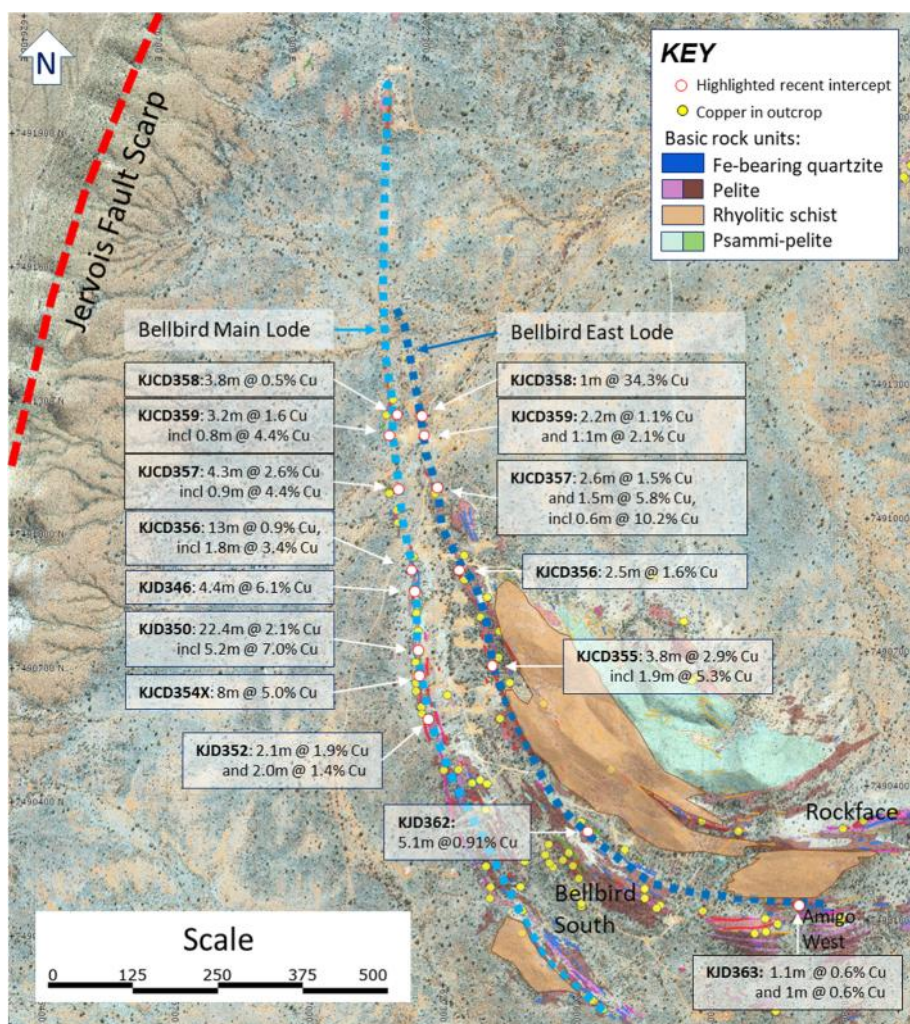 N
Jervois Fault Scarp
KEY
Highlighted recent intercept
Copper in outcrop
Basic rock units:
Fe-bearing quartzite
Pelite
Rhyolitic schist
Psammi-pelite
Bellbird Main Lode
Bellbird East Lode
KJCD358:3.8m @ 0.5% Cu
KJCD358: 1m @ 34.3% Cu
KJCD359: 3.2m @ 1.6
incl 0.8m @ 4.4% Cu
KJCD359: 2.2m @ 1.1% Cu
and 1.1m @ 2.1% Cu
KJCD357: 4.3m @ 2.6% Cu
incl 0.9m @ 4.4% Cu
KJCD357: 2.6m @ 1.5% Cu
and 1.5m @ 5.8% Cu,
incl 0.6m @ 10.2% Cu
KJCD356: 13m @ 0.9% Cu,
incl 1.8m @ 3.4% Cu
KJCD356: 2.5m @ 1.6% Cu
KJD346: 4.4m @ 6.1% Cu
KJD350: 22.4m @ 2.1% Cu
incl 5.2m @ 7.0% Cu
KJCD355: 3.8m @ 2.9% Cu
incl 1.9m @ 5.3% Cu
KJCD354X: 8m @ 5.0% Cu
KJD352: 2.1m @ 1.9% Cu
and 2.0m @ 1.4% Cu
+7490400 N
Rockface
KJD362:
5.1m @0.91% Cu
Bellbird
South
Amigo
West
KJD363: 1.1m @ 0.6% Cu
and 1m @ 0.6% Cu
Scale
0 125 250 375 500